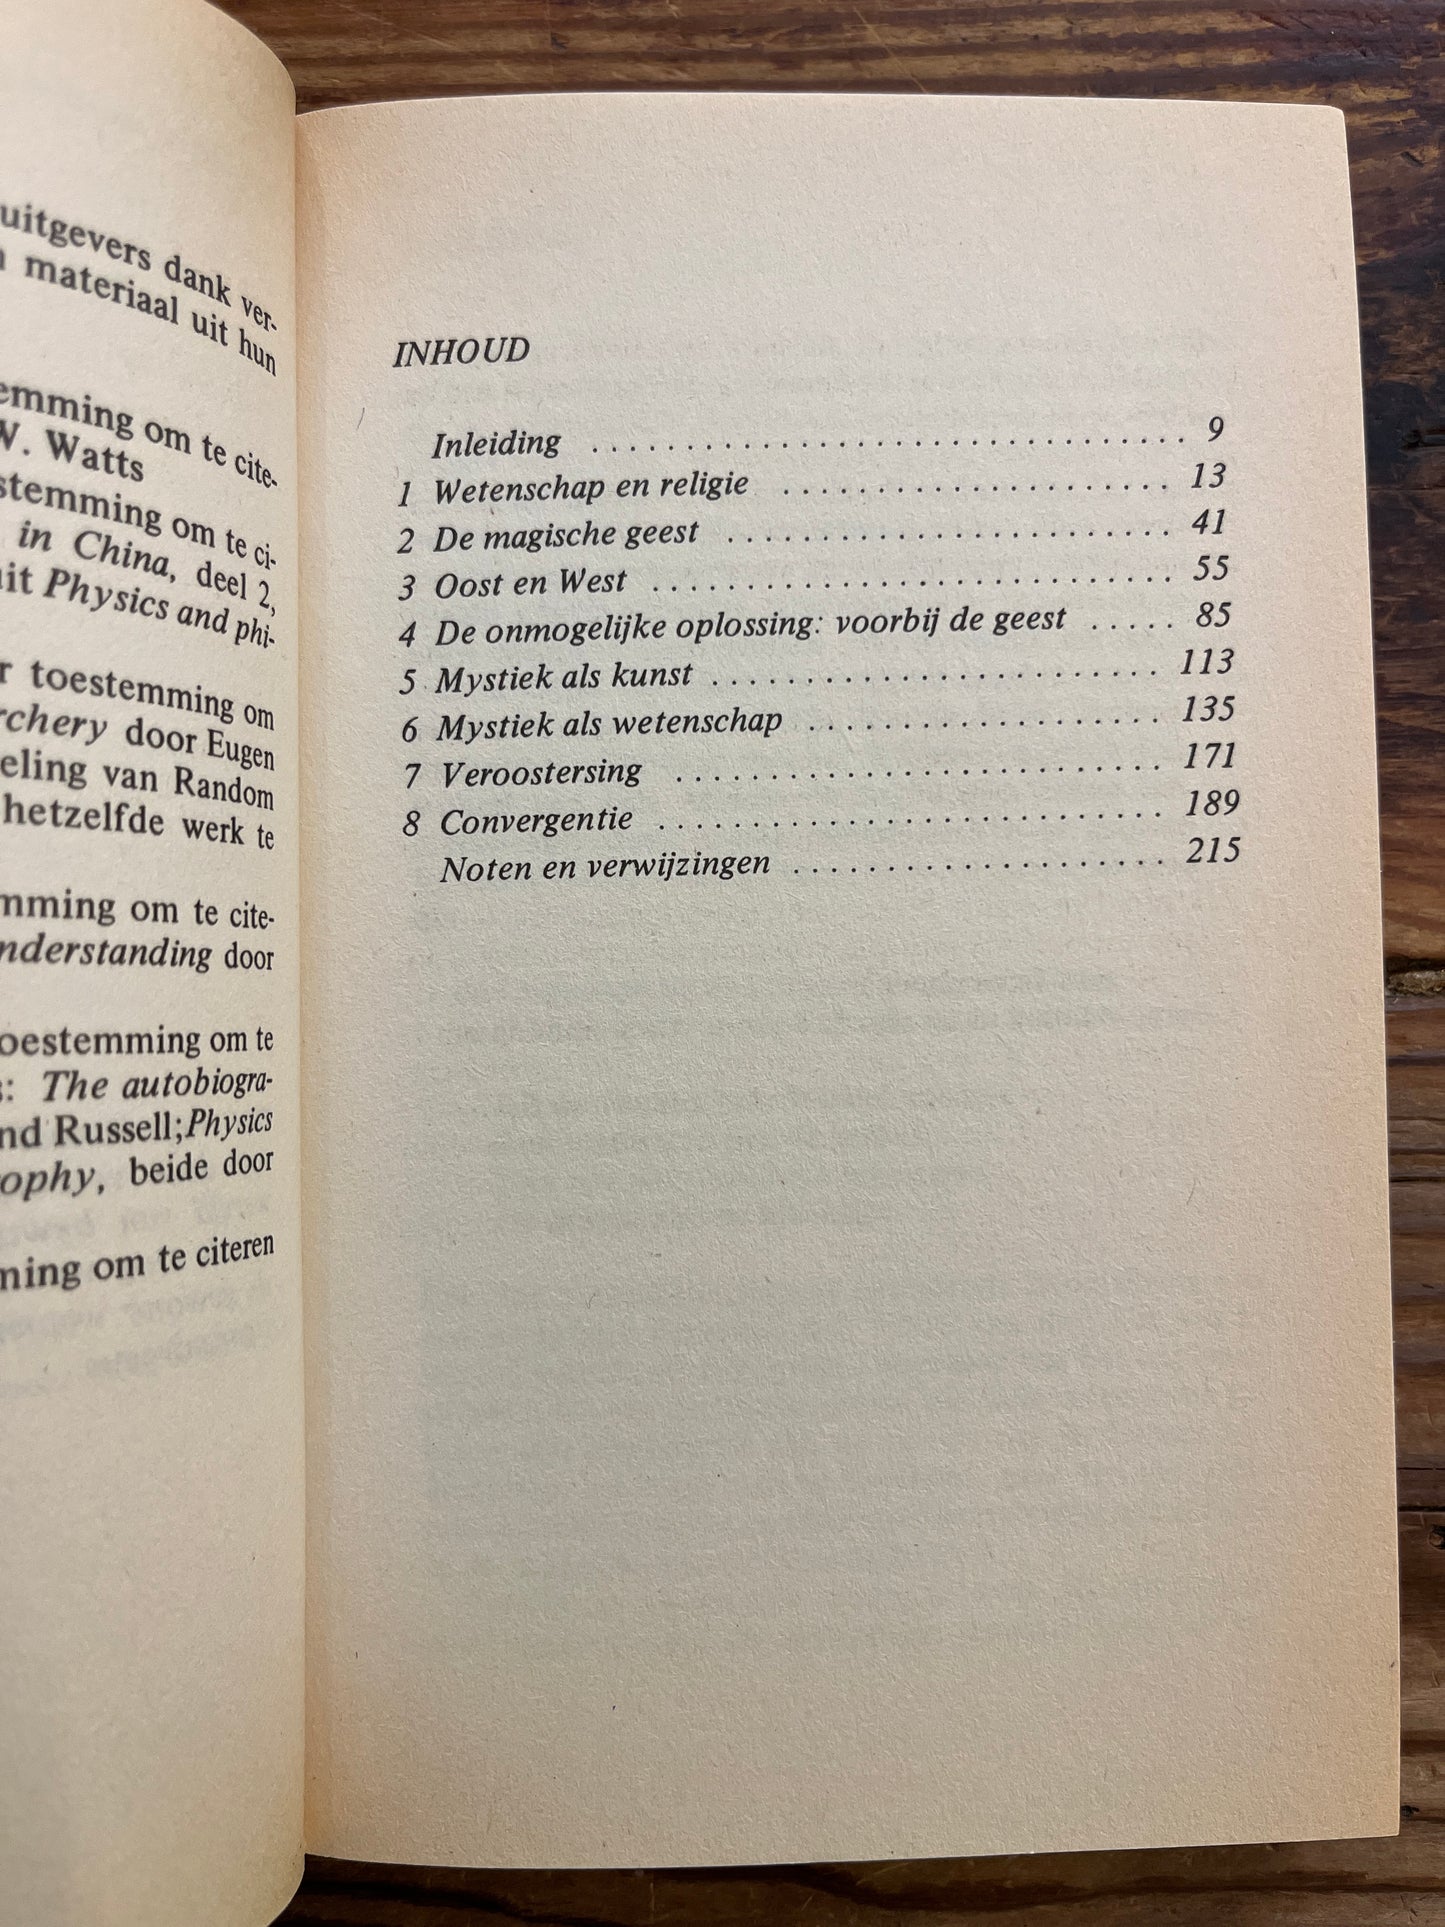 uitgevers dank ver-
materiaal uit hun
temming om te cite-
W. Watts
stemming om te ci-
in China, deel 2,
uit Physics and phi-
r toestemming om
rchery door Eugen
eling van Random
hetzelfde werk te
mming om te cite-
nderstanding door
oestemming om te
s: The autobiogra-
nd Russell;Physics
ophy, beide door
ming om te citeren
INHOUD
Inleiding . . . . . . . . . . . . . . . . . . . . . . . . . . . . . . 9
1 Wetenschap en religie . . . . . . . . . . . . . . . . . . . . . 13
2 De magische geest . . . . . . . . . . . . . . . . . . . . . . . . 41
3 Oost en West . . . . . . . . . . . . . . . . . . . . . . . . . . . . 55
4 De onmogelijke oplossing: voorbij de geest . . . . . 85
5 Mystiek als kunst . . . . . . . . . . . . . . . . . . . . . . . . 113
6 Mystiek als wetenschap . . . . . . . . . . . . . . . . . . . 135
7 Veroostersing . . . . . . . . . . . . . . . . . . . . . . . . . . 171
8 Convergentie . . . . . . . . . . . . . . . . . . . . . . . . . . . 189
Noten en verwijzingen . . . . . . . . . . . . . . . . . . . . 215